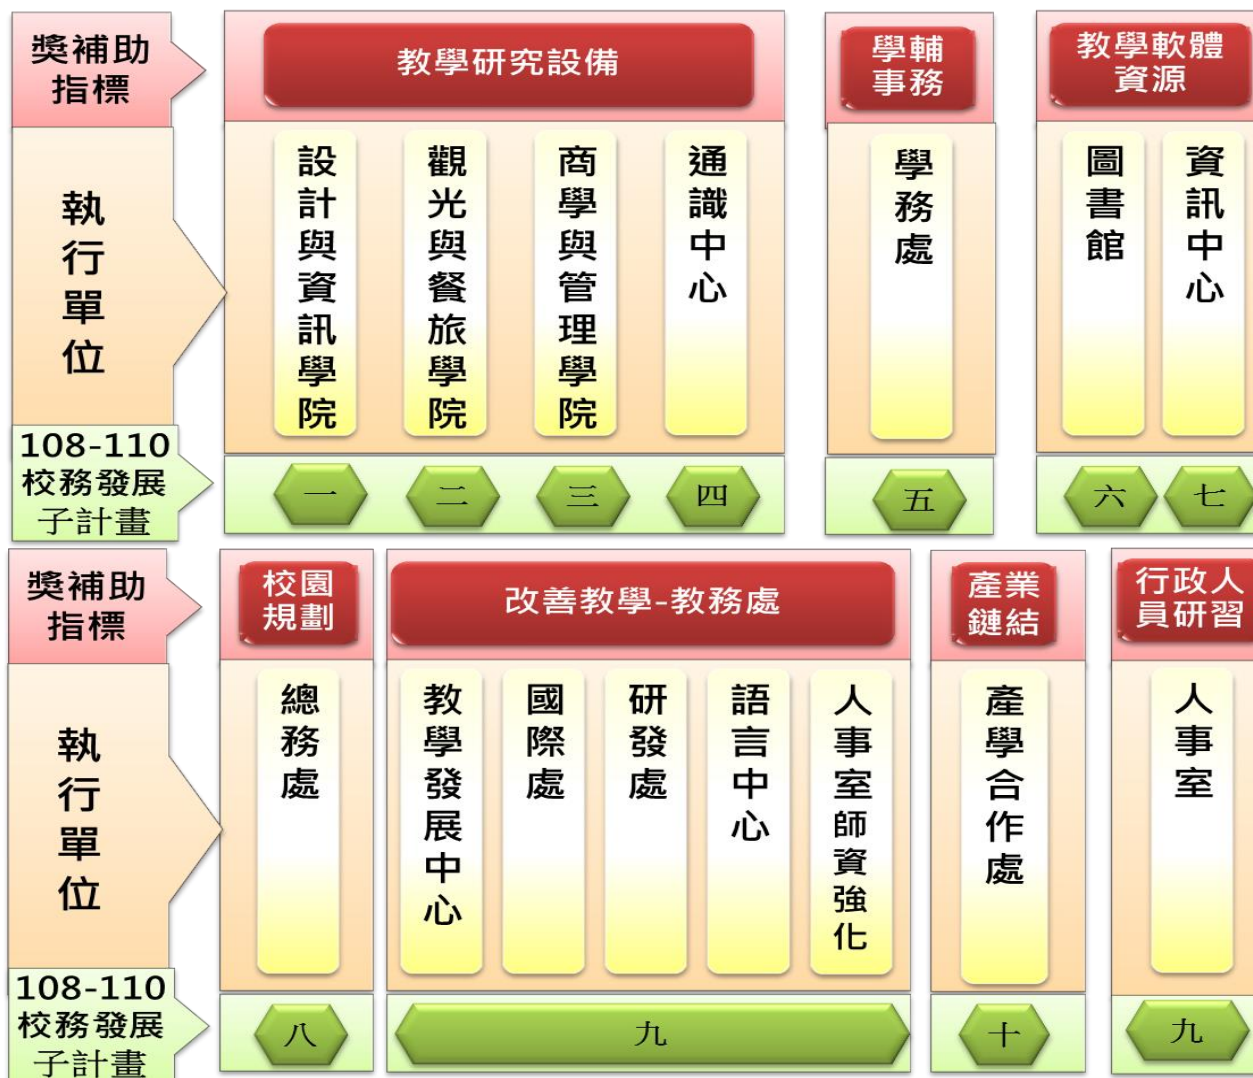 獎補助
指標
教學研究設備
學輔
事務
教學軟體
資源
執行單位
設計與資訊學院
觀光與餐旅學院
商學與管理學院
通識中心
學務處
圖書館
資訊中心
108-110
校務發展
子計畫
一
二
三
四
五
六
七
獎補助
指標
校園
規劃
改善教學-教務處
產業
鏈結
行政人
員研習
執行單位
總務處
教學發展中心
國際處
研發處
語言中心
人事室師資強化
產學合作處
人事室
108-110
校務發展
子計畫
八
九
十
九